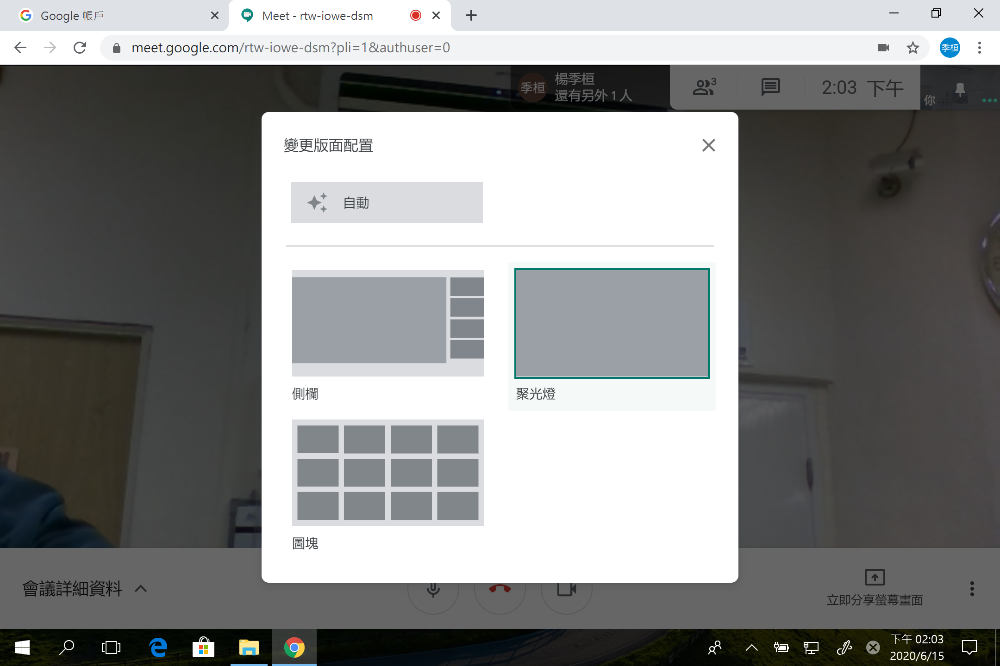 Google 帳戶
Meet - rtw-iowe-dsm
meet.google.com/rtw-iowe-dsm?pli=1&authuser=0
季桓
季桓
楊季桓
還有另外 1 人
3
2:03 下午
你
變更版面配置
自動
側欄
聚光燈
圖塊
會議詳細資料
立即分享螢幕畫面
下午 02:03
2020/6/15